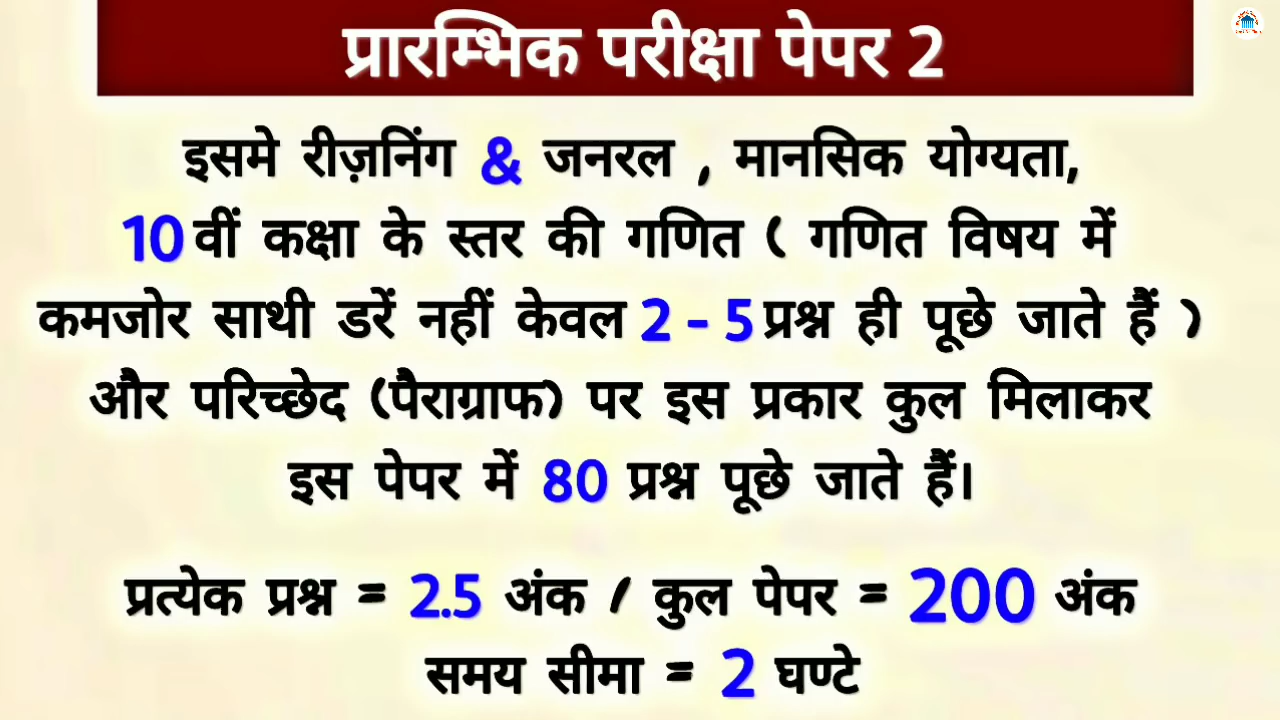 प्रारम्भिक परीक्षा पेपर 2
इसमे रीज़निंग & जनरल , मानसिक योग्यता,
10 वीं कक्षा के स्तर की गणित ( गणित विषय में
कमजोर साथी डरें नहीं केवल 2 - 5 प्रश्न ही पूछे जाते हैं )
और परिच्छेद (पैराग्राफ) पर इस प्रकार कुल मिलाकर
इस पेपर में 80 प्रश्न पूछे जाते हैं।
प्रत्येक प्रश्न = 2.5 अंक / कुल पेपर = 200 अंक
समय सीमा = 2 घण्टे